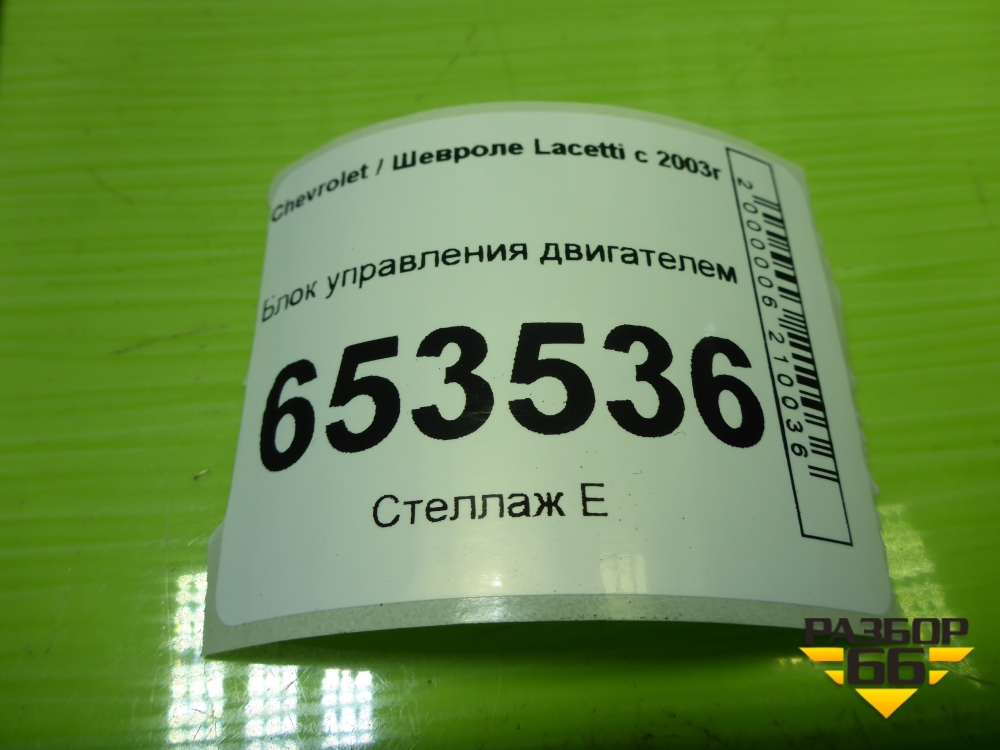 Chevrolet / Шевроле Lacetti с 2003г
Блок управления двигателем
653536
Стеллаж Е
2000006210036
РАЗБОР
66